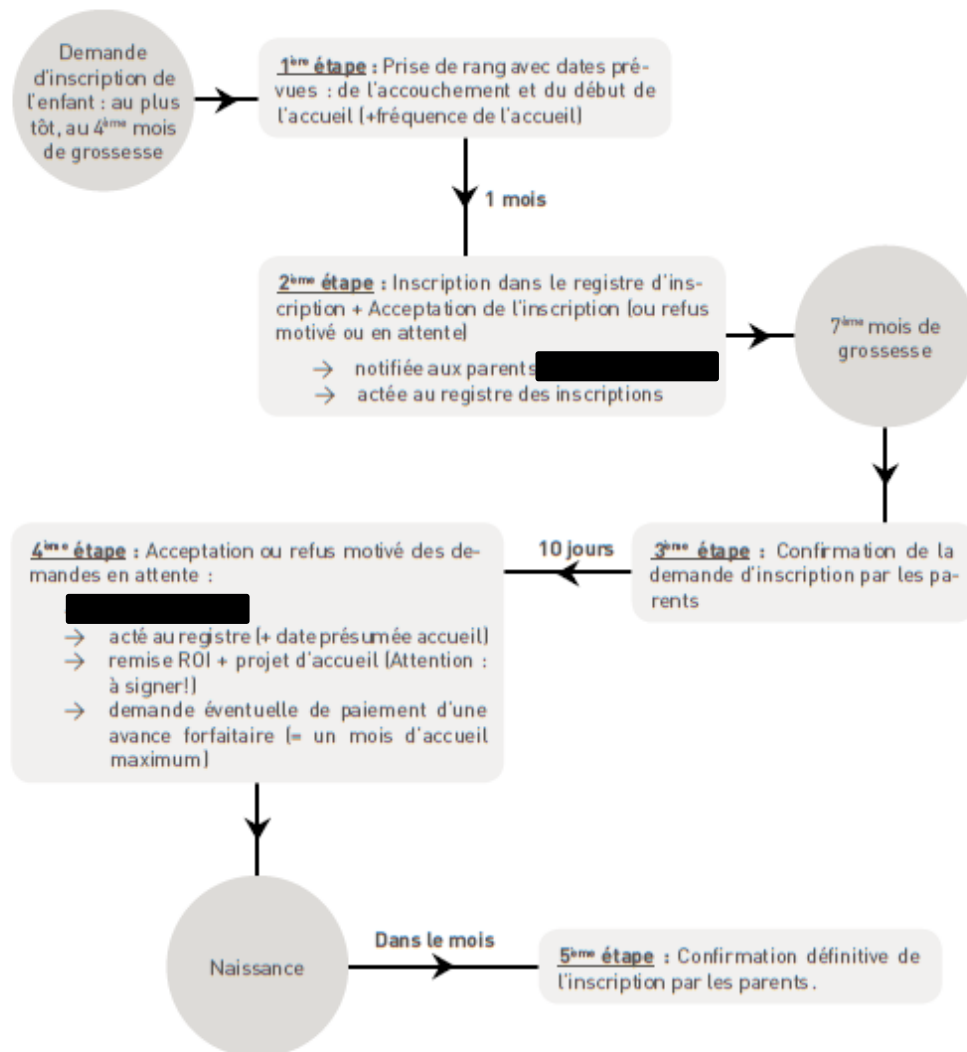 Demande
d'inscription de
l'enfant : au plus
tôt, au 4ème mois
de grossesse
1ère étape : Prise de rang avec dates pré-
vues : de l'accouchement et du début de
l'accueil (+fréquence de l'accueil)
1 mois
2ème étape : Inscription dans le registre d'ins-
cription + Acceptation de l'inscription (ou refus
motivé ou en attente)
→ notifiée aux parents
→ actée au registre des inscriptions
7ème mois de
grossesse
3ème étape : Confirmation de la
demande d'inscription par les pa-
rents
10 jours
4ème étape : Acceptation ou refus motivé des de-
mandes en attente :
→ acté au registre (+ date présumée accueil)
→ remise ROI + projet d'accueil (Attention :
à signer!)
→ demande éventuelle de paiement d'une
avance forfaitaire (= un mois d'accueil
maximum)
Naissance
Dans le mois
5ème étape : Confirmation définitive de
l'inscription par les parents.